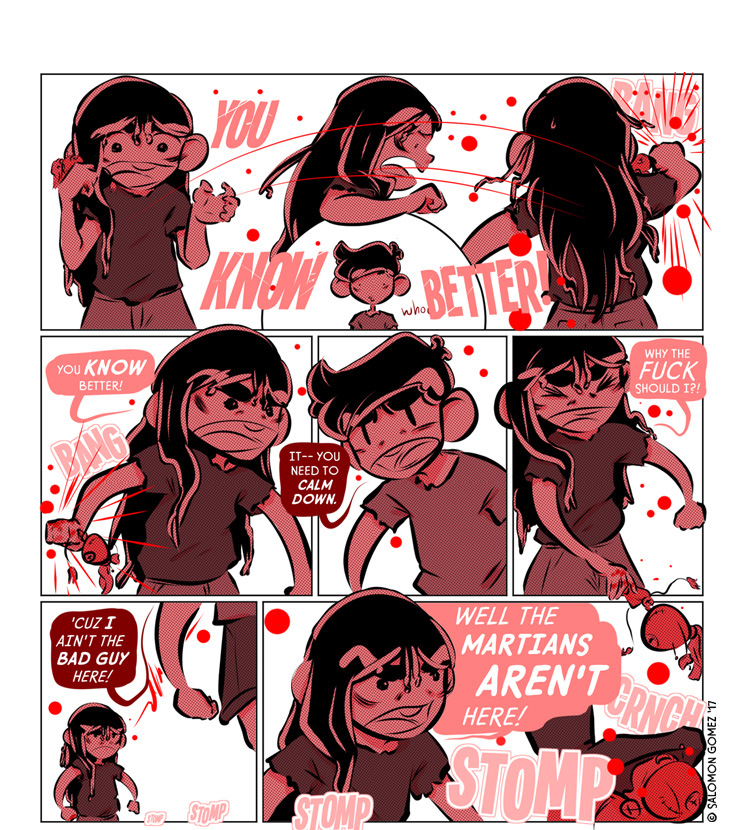 YOU
BANG
KNOW
BETTER!
YOU KNOW
BETTER!
BANG
IT-- YOU
NEED TO
CALM
DOWN.
WHY THE
FUCK
SHOULD I?!
'CUZ I
AIN'T THE
BAD GUY
HERE!
STOMP
STOMP
WELL THE
MARTIANS
AREN'T
HERE!
STOMP
STOMP
CRNCH
© SALOMON GOMEZ '17